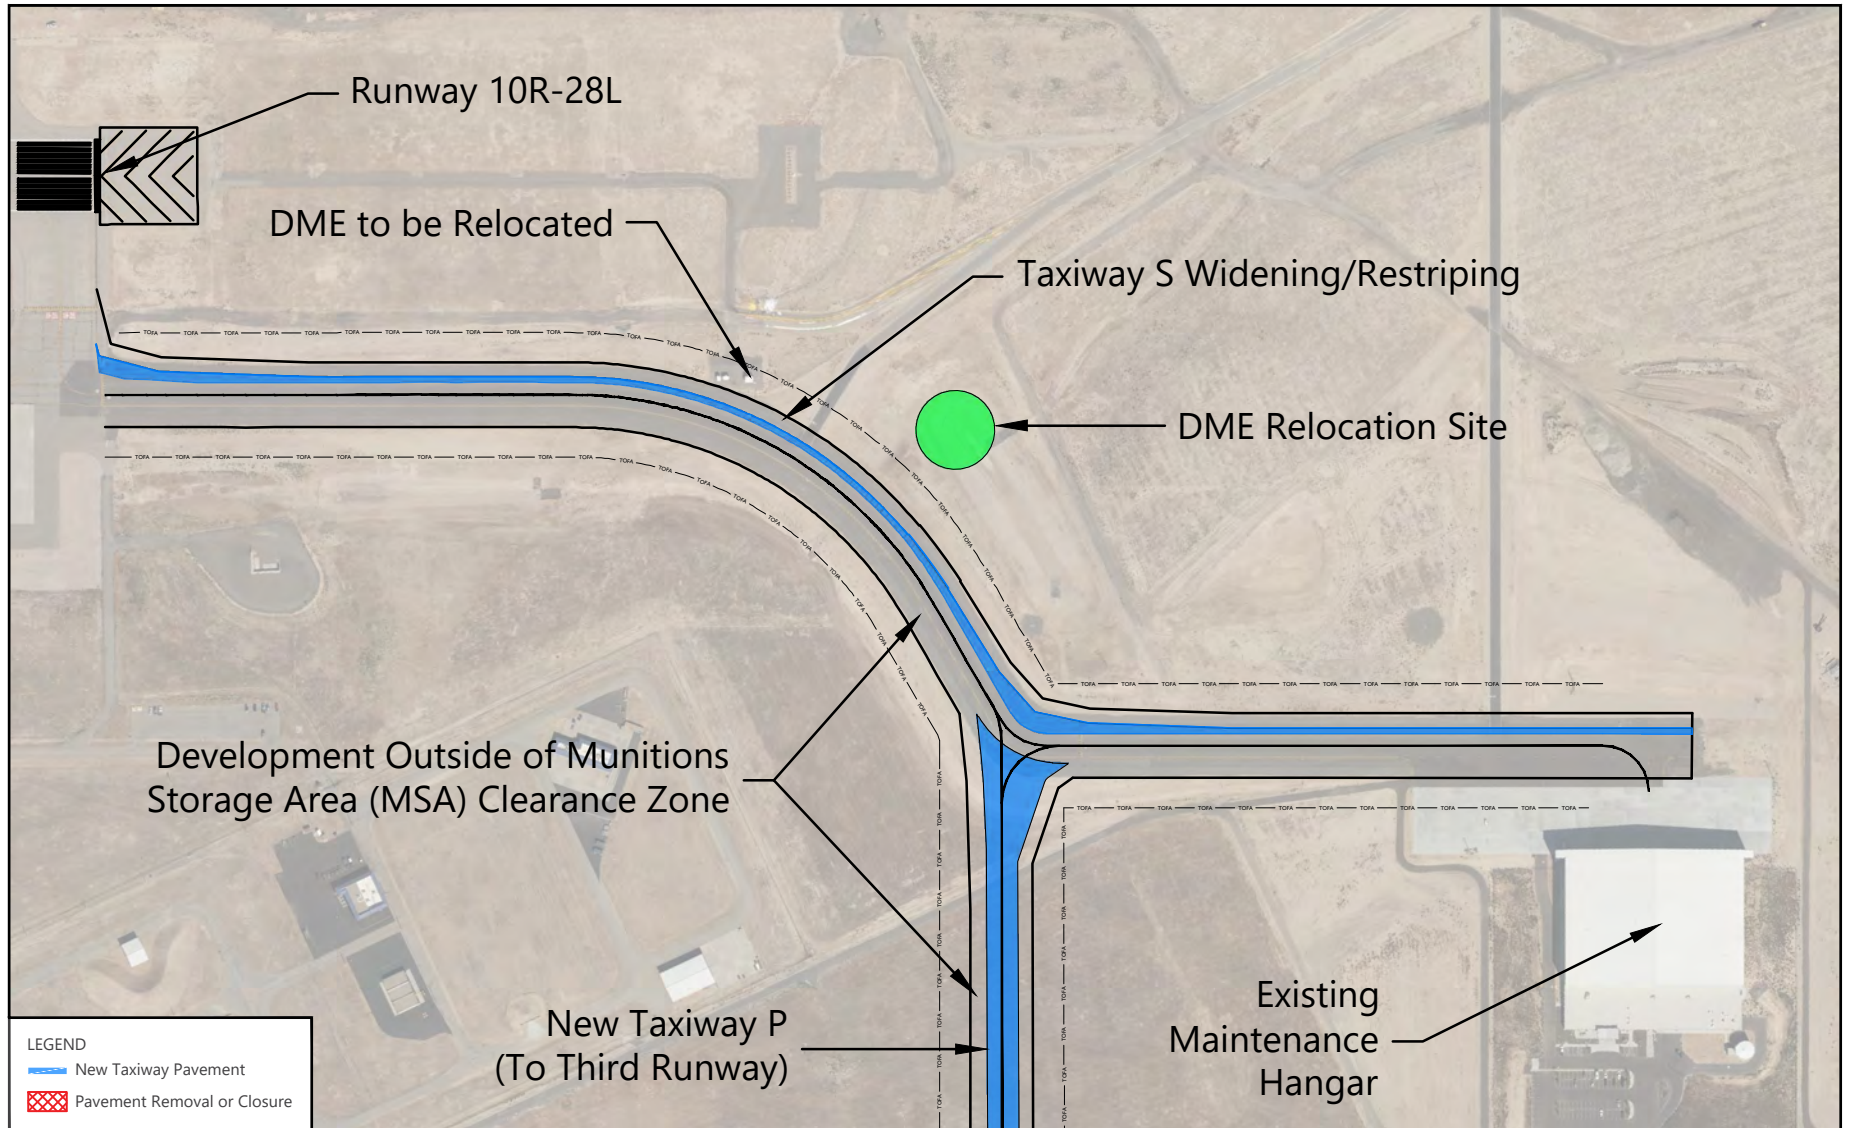 Runway 10R-28L
DME to be Relocated
Taxiway S Widening/Restriping
DME Relocation Site
Development Outside of Munitions
Storage Area (MSA) Clearance Zone
New Taxiway P
(To Third Runway)
Existing
Maintenance
Hangar
LEGEND
New Taxiway Pavement
Pavement Removal or Closure
TOFA